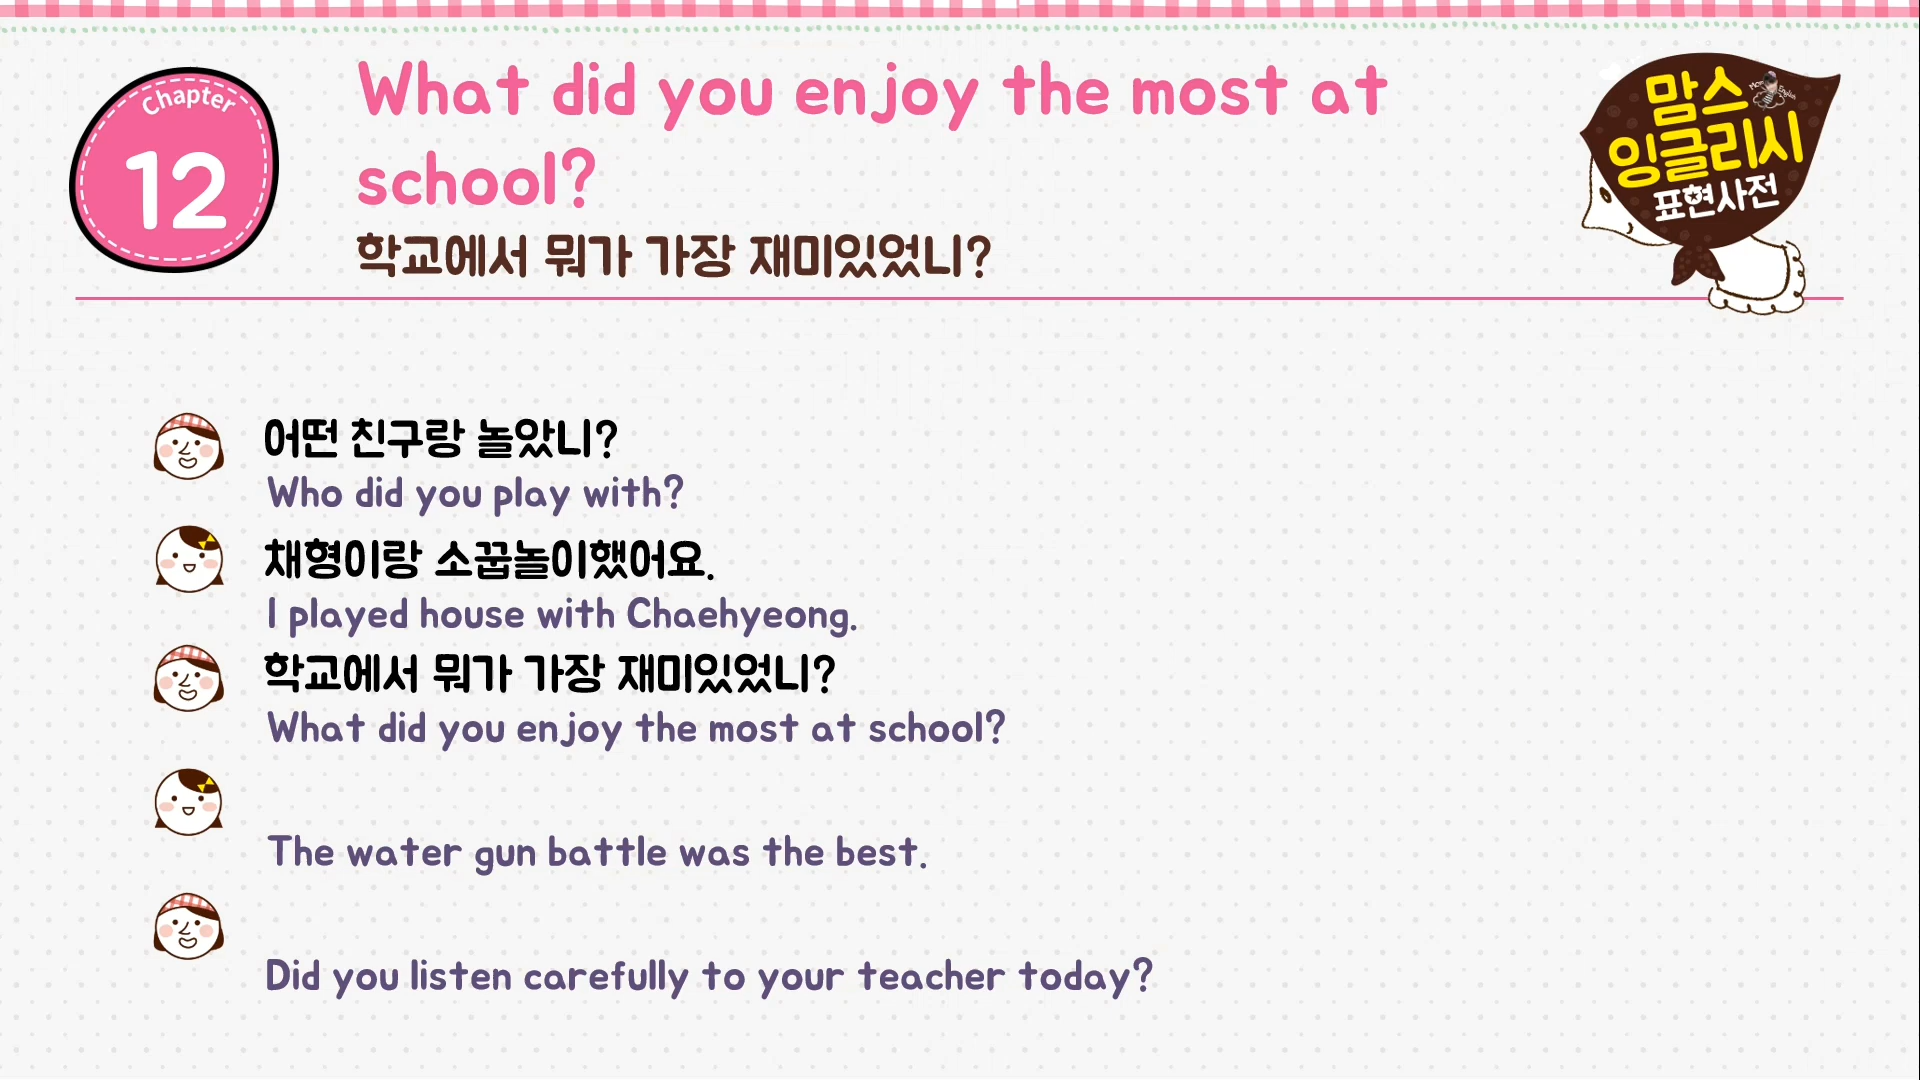 Chapter
12
What did you enjoy the most at
school?
학교에서 뭐가 가장 재미있었니?
맘스
Mom's English
잉글리시
표현사전
어떤 친구랑 놀았니?
Who did you play with?
채형이랑 소꿉놀이했어요.
I played house with Chaehyeong.
학교에서 뭐가 가장 재미있었니?
What did you enjoy the most at school?
The water gun battle was the best.
Did you listen carefully to your teacher today?